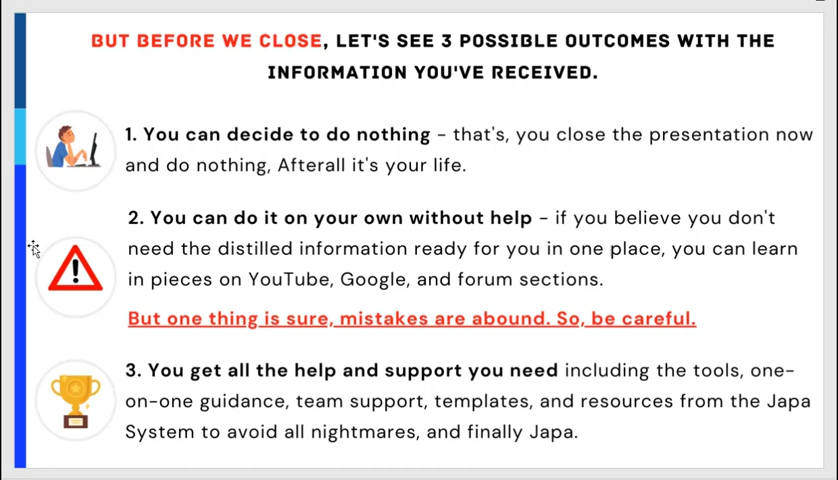 BUT BEFORE WE CLOSE, LET'S SEE 3 POSSIBLE OUTCOMES WITH THE
INFORMATION YOU'VE RECEIVED.
1. You can decide to do nothing - that's, you close the presentation now
and do nothing, Afterall it's your life.
2. You can do it on your own without help - if you believe you don't
need the distilled information ready for you in one place, you can learn
in pieces on YouTube, Google, and forum sections.
But one thing is sure, mistakes are abound. So, be careful.
3. You get all the help and support you need including the tools, one-
on-one guidance, team support, templates, and resources from the Japa
System to avoid all nightmares, and finally Japa.